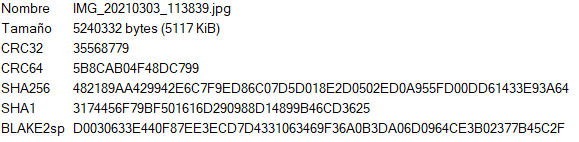 Nombre IMG_20210303_113839.jpg
Tamaño 5240332 bytes (5117 KiB)
CRC32 35568779
CRC64 5B8CAB04F48DC799
SHA256 482189AA429942E6C7F9ED86C07D5D018E2D0502ED0A955FD00DD61433E93A64
SHA1 3174456F79BF501616D290988D14899B46CD3625
BLAKE2sp D0030633E440F87EE3ECD7D4331063469F36A0B3DA06D0964CE3B02377B45C2F